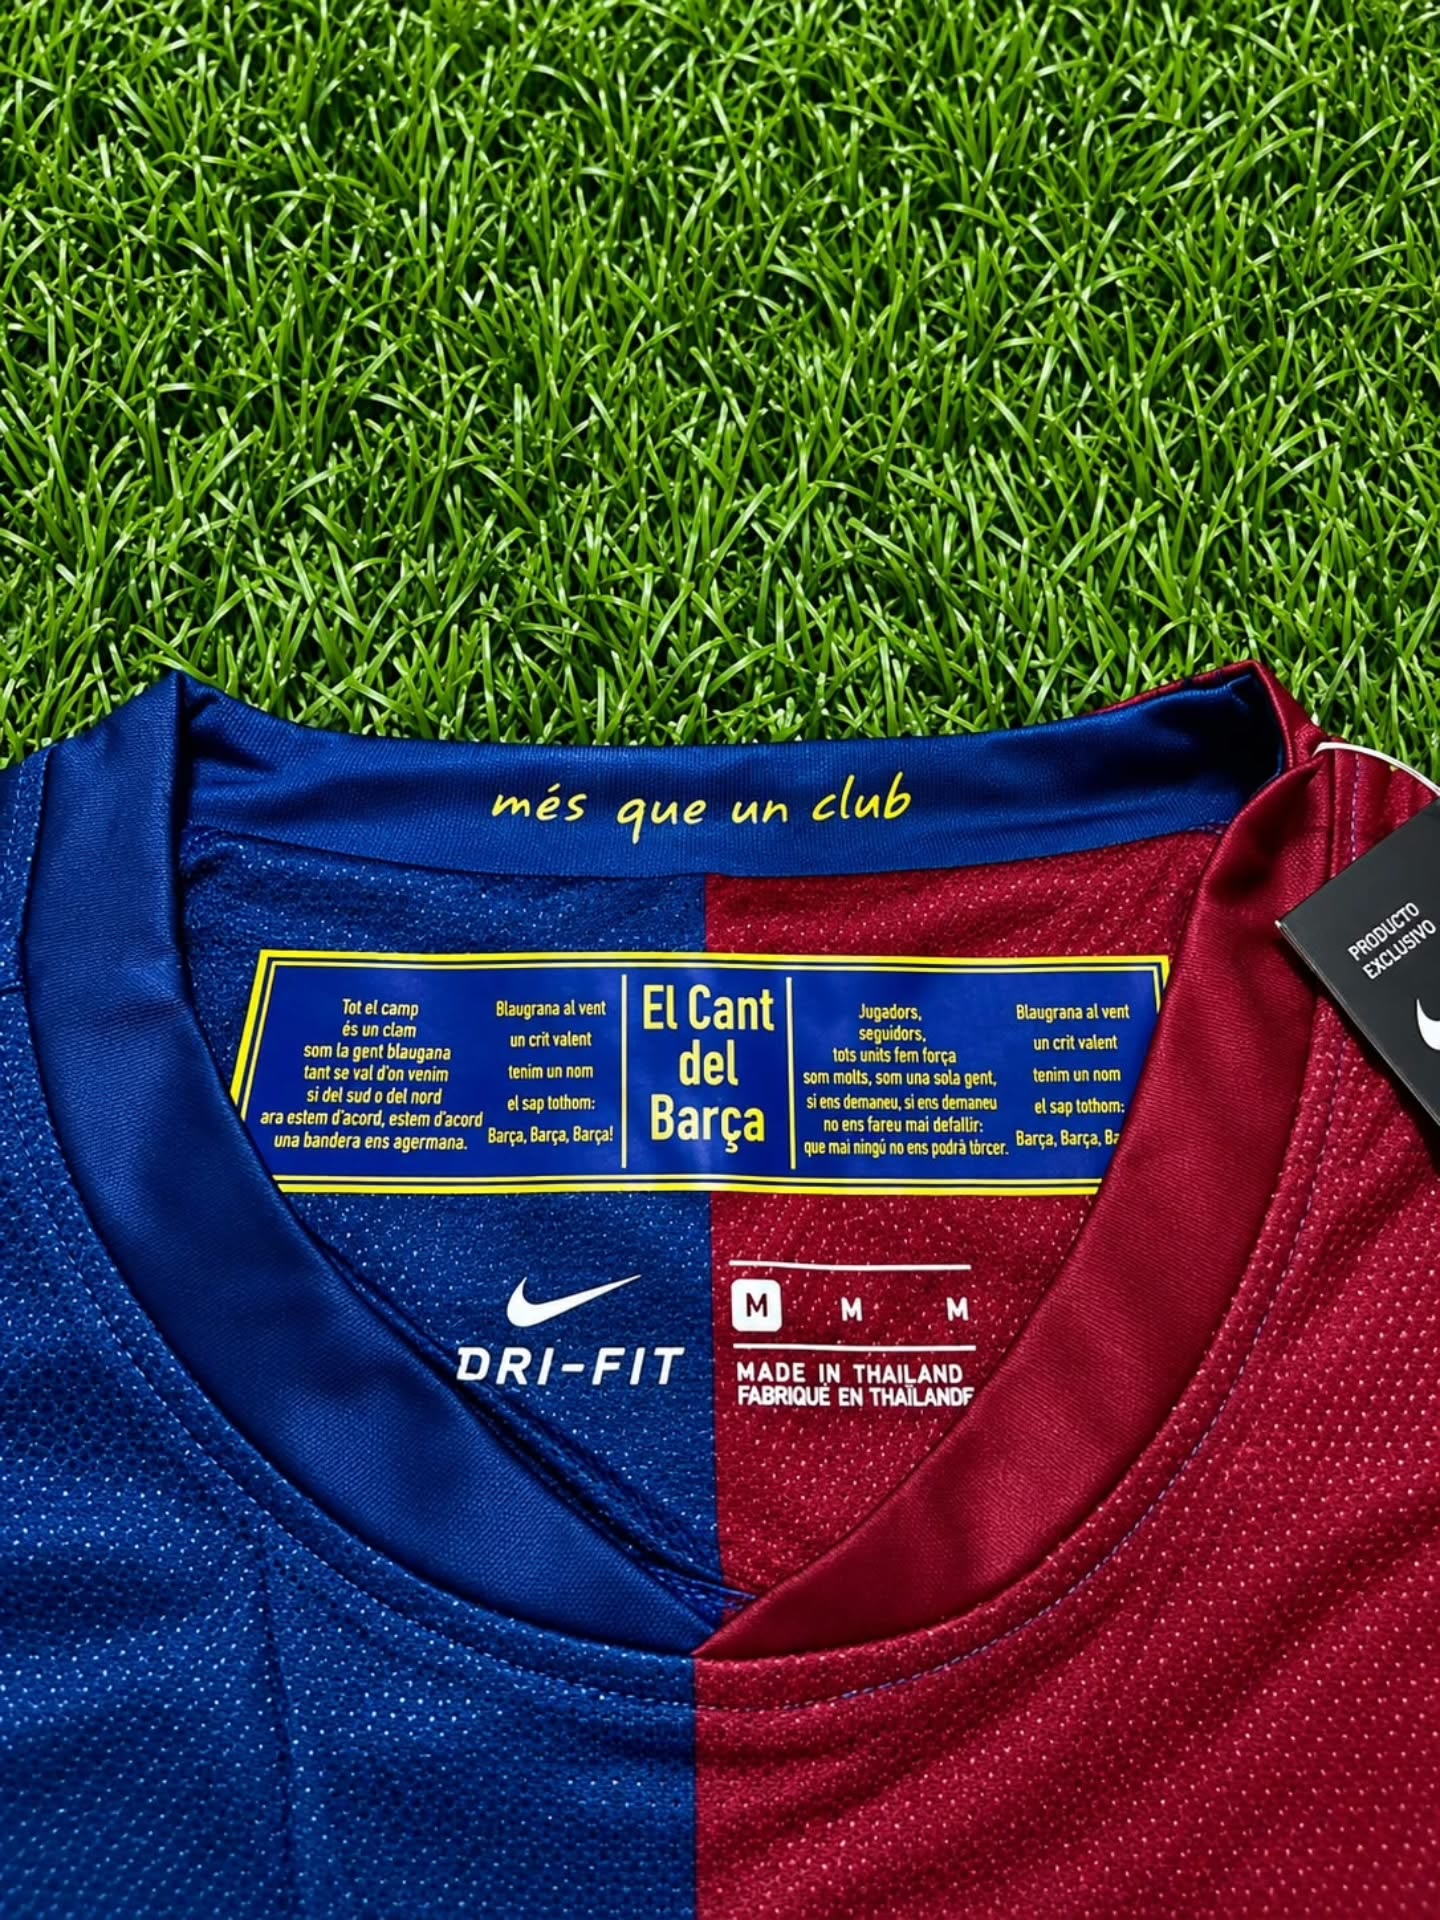 més que un club
Tot el camp
és un clam
som la gent blaugana
tant se val d'on venim
si del sud o del nord
ara estem d'acord, estem d'acord
una bandera ens agermana.
Blaugrana al vent
un crit valent
tenim un nom
el sap tothom:
Barça, Barça, Barça!
El Cant
del
Barça
Jugadors,
seguidors,
tots units fem força
som molts, som una sola gent,
si ens demaneu, si ens demaneu
no ens fareu mai defallir:
que mai ningú no ens podrà tòrcer.
Blaugrana al vent
un crit valent
tenim un nom
el sap tothom:
Barça, Barça, Ba
PRODUCTO
EXCLUSIVO
DRI-FIT
M M M
MADE IN THAILAND
FABRIQUÉ EN THAÏLANDE